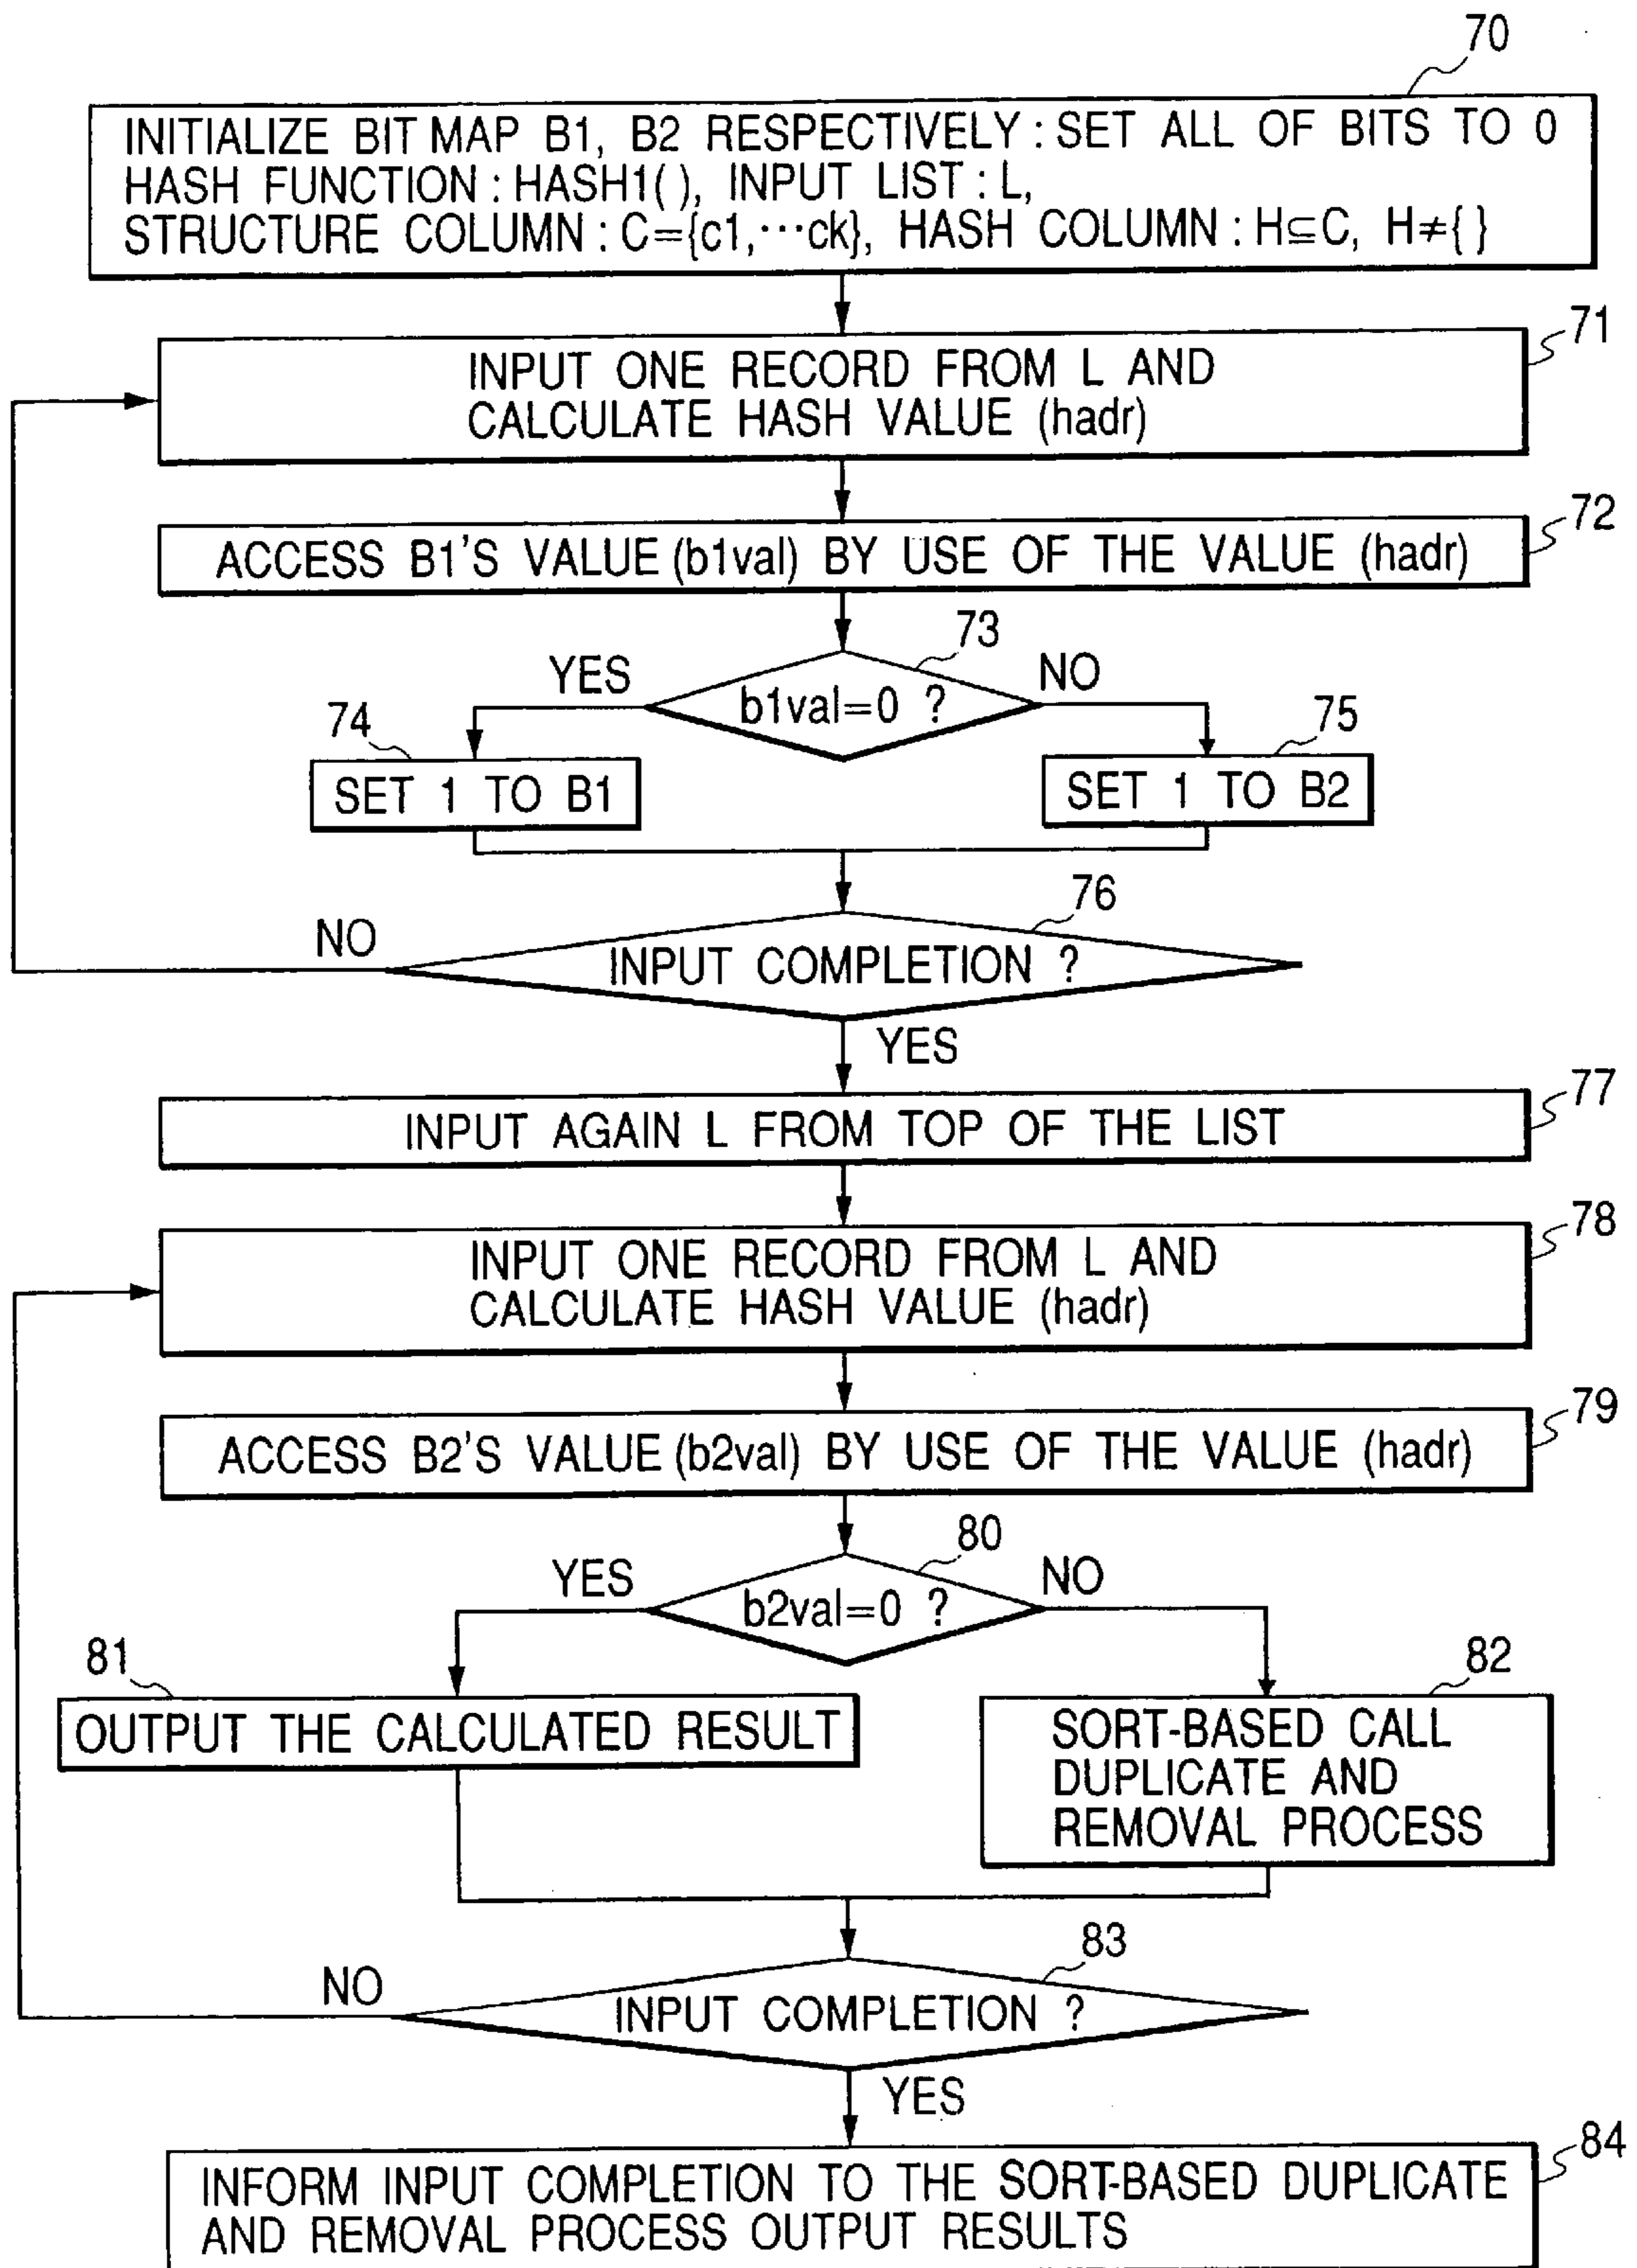 70
INITIALIZE BIT MAP B1, B2 RESPECTIVELY : SET ALL OF BITS TO 0
HASH FUNCTION : HASH1( ), INPUT LIST : L,
STRUCTURE COLUMN : C={c1,···ck}, HASH COLUMN : H⊆C, H≠{ }
71
INPUT ONE RECORD FROM L AND
CALCULATE HASH VALUE (hadr)
72
ACCESS B1'S VALUE (b1val) BY USE OF THE VALUE (hadr)
73
YES
NO
b1val=0 ?
74
75
SET 1 TO B1
SET 1 TO B2
76
NO
INPUT COMPLETION ?
YES
77
INPUT AGAIN L FROM TOP OF THE LIST
78
INPUT ONE RECORD FROM L AND
CALCULATE HASH VALUE (hadr)
79
ACCESS B2'S VALUE (b2val) BY USE OF THE VALUE (hadr)
80
YES
NO
b2val=0 ?
81
82
OUTPUT THE CALCULATED RESULT
SORT-BASED CALL
DUPLICATE AND
REMOVAL PROCESS
83
NO
INPUT COMPLETION ?
YES
84
INFORM INPUT COMPLETION TO THE SORT-BASED DUPLICATE
AND REMOVAL PROCESS OUTPUT RESULTS